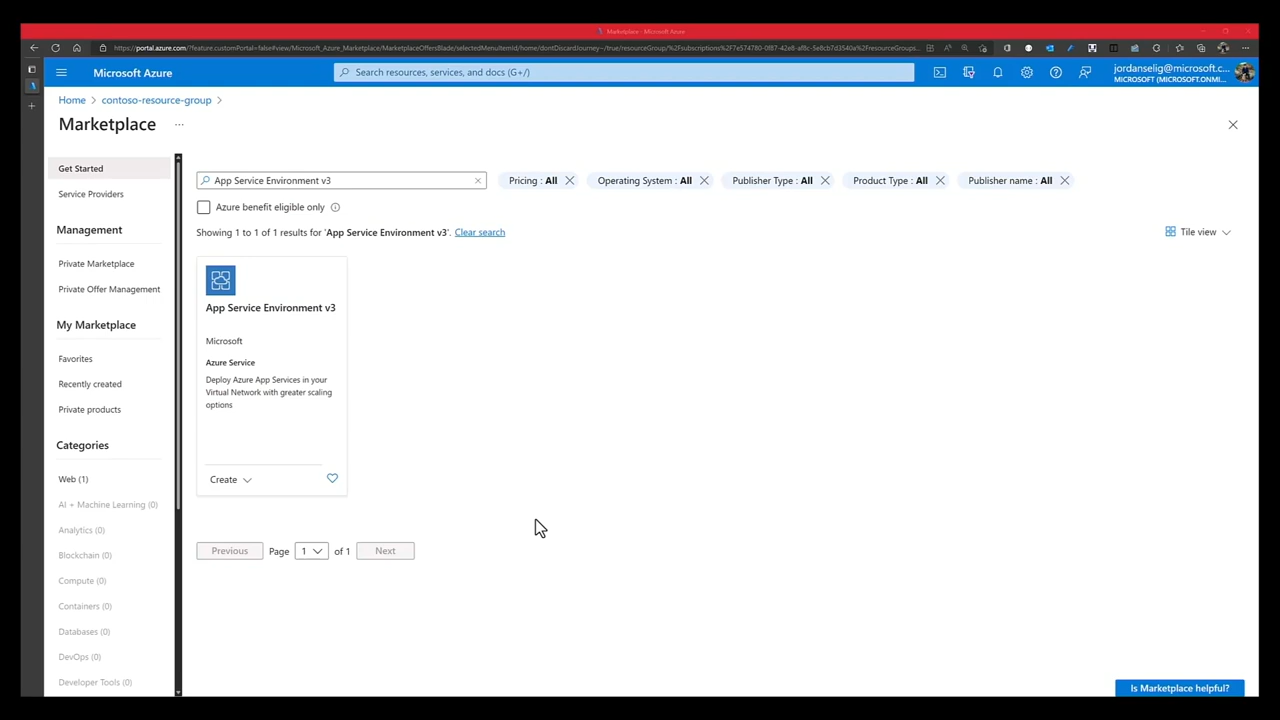 Marketplace - Microsoft Azure
Microsoft Azure
Search resources, services, and docs (G+/)
jordanselig@microsoft.c...
MICROSOFT (MICROSOFT.ONMI...
Home > contoso-resource-group >
Marketplace ...
Get Started
Service Providers
Management
Private Marketplace
Private Offer Management
My Marketplace
Favorites
Recently created
Private products
Categories
Web (1)
AI + Machine Learning (0)
Analytics (0)
Blockchain (0)
Compute (0)
Containers (0)
Databases (0)
DevOps (0)
Developer Tools (0)
App Service Environment v3
Pricing : All
Operating System : All
Publisher Type : All
Product Type : All
Publisher name : All
Azure benefit eligible only
Showing 1 to 1 of 1 results for 'App Service Environment v3'. Clear search
Tile view
App Service Environment v3
Microsoft
Azure Service
Deploy Azure App Services in your
Virtual Network with greater scaling
options
Create
Previous Page 1 of 1 Next
Is Marketplace helpful?